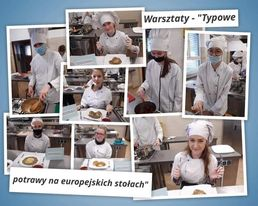 Warsztaty - "Typowe
potrawy na europejskich stołach"